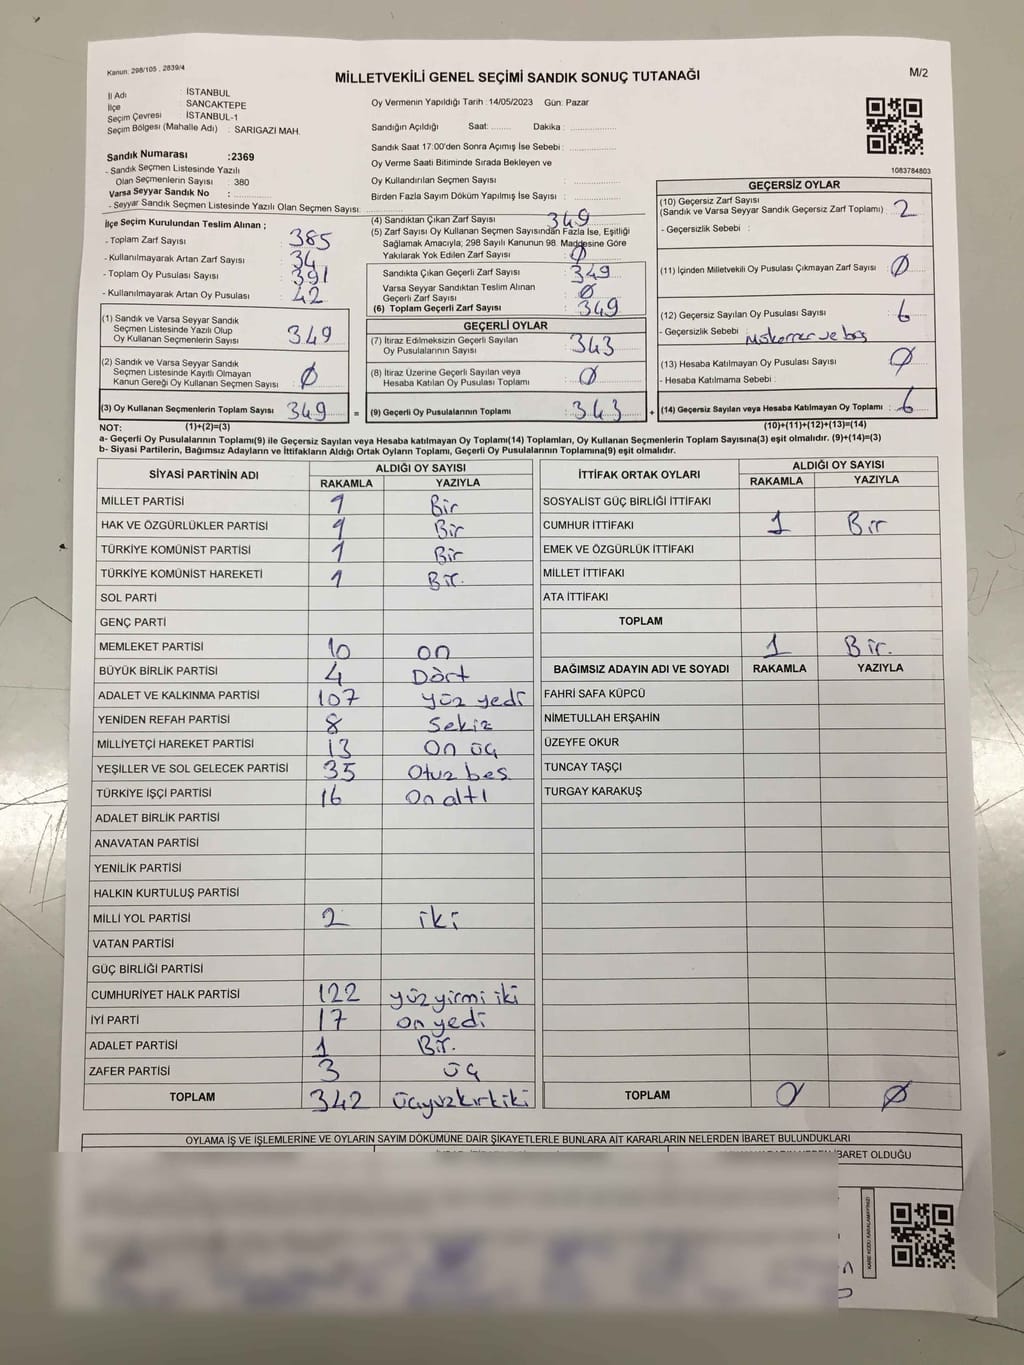 Kanun: 298/105 , 2839/4
MİLLETVEKİLİ GENEL SEÇİMİ SANDIK SONUÇ TUTANAĞI
M/2
İl Adı : İSTANBUL
İlçe : SANCAKTEPE
Seçim Çevresi : İSTANBUL-1
Seçim Bölgesi (Mahalle Adı) : SARIGAZİ MAH.
Sandık Numarası :2369
- Sandık Seçmen Listesinde Yazılı
Olan Seçmenlerin Sayısı : 380
Varsa Seyyar Sandık No :
- Seyyar Sandık Seçmen Listesinde Yazılı Olan Seçmen Sayısı:
Oy Vermenin Yapıldığı Tarih :14/05/2023 Gün: Pazar
Sandığın Açıldığı Saat: Dakika :
Sandık Saat 17:00'den Sonra Açımış İse Sebebi :
Oy Verme Saati Bitiminde Sırada Bekleyen ve
Oy Kullandırılan Seçmen Sayısı :
Birden Fazla Sayım Döküm Yapılmış İse Sayısı :
1083784803
İlçe Seçim Kurulundan Teslim Alınan ;
- Toplam Zarf Sayısı : 385
- Kullanılmayarak Artan Zarf Sayısı : 34
- Toplam Oy Pusulası Sayısı : 391
- Kullanılmayarak Artan Oy Pusulası : 42
(1) Sandık ve Varsa Seyyar Sandık
Seçmen Listesinde Yazılı Olup
Oy Kullanan Seçmenlerin Sayısı : 349
(2) Sandık ve Varsa Seyyar Sandık
Seçmen Listesinde Kayıtlı Olmayan
Kanun Gereği Oy Kullanan Seçmen Sayısı : Ø
(3) Oy Kullanan Seçmenlerin Toplam Sayısı : 349 =
(4) Sandıktan Çıkan Zarf Sayısı : 349
(5) Zarf Sayısı Oy Kullanan Seçmen Sayısından Fazla İse, Eşitliği
Sağlamak Amacıyla; 298 Sayılı Kanunun 98. Maddesine Göre
Yakılarak Yok Edilen Zarf Sayısı : Ø
Sandıkta Çıkan Geçerli Zarf Sayısı : 349
Varsa Seyyar Sandıktan Teslim Alınan
Geçerli Zarf Sayısı : Ø
(6) Toplam Geçerli Zarf Sayısı : 349
GEÇERLİ OYLAR
(7) İtiraz Edilmeksizin Geçerli Sayılan
Oy Pusulalarının Sayısı : 343
(8) İtiraz Üzerine Geçerli Sayılan veya
Hesaba Katılan Oy Pusulası Toplamı : Ø
(9) Geçerli Oy Pusulalarının Toplamı : 343 +
GEÇERSİZ OYLAR
(10) Geçersiz Zarf Sayısı
(Sandık ve Varsa Seyyar Sandık Geçersiz Zarf Toplamı) : 2
- Geçersizlik Sebebi :
(11) İçinden Milletvekili Oy Pusulası Çıkmayan Zarf Sayısı : Ø
(12) Geçersiz Sayılan Oy Pusulası Sayısı : 6
- Geçersizlik Sebebi : Mükerrer ve boş
(13) Hesaba Katılmayan Oy Pusulası Sayısı : Ø
- Hesaba Katılmama Sebebi :
(14) Geçersiz Sayılan veya Hesaba Katılmayan Oy Toplamı : 6
NOT: (1)+(2)=(3) (10)+(11)+(12)+(13)=(14)
a- Geçerli Oy Pusulalarının Toplamı(9) ile Geçersiz Sayılan veya Hesaba katılmayan Oy Toplamı(14) Toplamları, Oy Kullanan Seçmenlerin Toplam Sayısına(3) eşit olmalıdır. (9)+(14)=(3)
b- Siyasi Partilerin, Bağımsız Adayların ve İttifakların Aldığı Ortak Oyların Toplamı, Geçerli Oy Pusulalarının Toplamına(9) eşit olmalıdır.
SİYASİ PARTİNİN ADI ALDIĞI OY SAYISI
RAKAMLA YAZIYLA
MİLLET PARTİSİ 1 Bir
HAK VE ÖZGÜRLÜKLER PARTİSİ 1 Bir
TÜRKİYE KOMÜNİST PARTİSİ 1 Bir
TÜRKİYE KOMÜNİST HAREKETİ 1 Bir.
SOL PARTİ
GENÇ PARTİ
MEMLEKET PARTİSİ 10 on
BÜYÜK BİRLİK PARTİSİ 4 Dört
ADALET VE KALKINMA PARTİSİ 107 yüz yedi
YENİDEN REFAH PARTİSİ 8 Sekiz
MİLLİYETÇİ HAREKET PARTİSİ 13 On üç
YEŞİLLER VE SOL GELECEK PARTİSİ 35 Otuz beş
TÜRKİYE İŞÇİ PARTİSİ 16 On altı
ADALET BİRLİK PARTİSİ
ANAVATAN PARTİSİ
YENİLİK PARTİSİ
HALKIN KURTULUŞ PARTİSİ
MİLLİ YOL PARTİSİ 2 iki
VATAN PARTİSİ
GÜÇ BİRLİĞİ PARTİSİ
CUMHURİYET HALK PARTİSİ 122 yüz yirmi iki
İYİ PARTİ 17 on yedi
ADALET PARTİSİ 1 Bir.
ZAFER PARTİSİ 3 üç
TOPLAM 342 üçyüzkırkiki
İTTİFAK ORTAK OYLARI ALDIĞI OY SAYISI
RAKAMLA YAZIYLA
SOSYALİST GÜÇ BİRLİĞİ İTTİFAKI
CUMHUR İTTİFAKI 1 Bir
EMEK VE ÖZGÜRLÜK İTTİFAKI
MİLLET İTTİFAKI
ATA İTTİFAKI
TOPLAM 1 Bir.
BAĞIMSIZ ADAYIN ADI VE SOYADI RAKAMLA YAZIYLA
FAHRİ SAFA KÜPCÜ
NİMETULLAH ERŞAHİN
ÜZEYFE OKUR
TUNCAY TAŞÇI
TURGAY KARAKUŞ
TOPLAM 0 Ø
OYLAMA İŞ VE İŞLEMLERİNE VE OYLARIN SAYIM DÖKÜMÜNE DAİR ŞİKAYETLERLE BUNLARA AİT KARARLARIN NELERDEN İBARET BULUNDUKLARI
İBARET OLDUĞU
KARE KODU KARALAMAYINIZ!